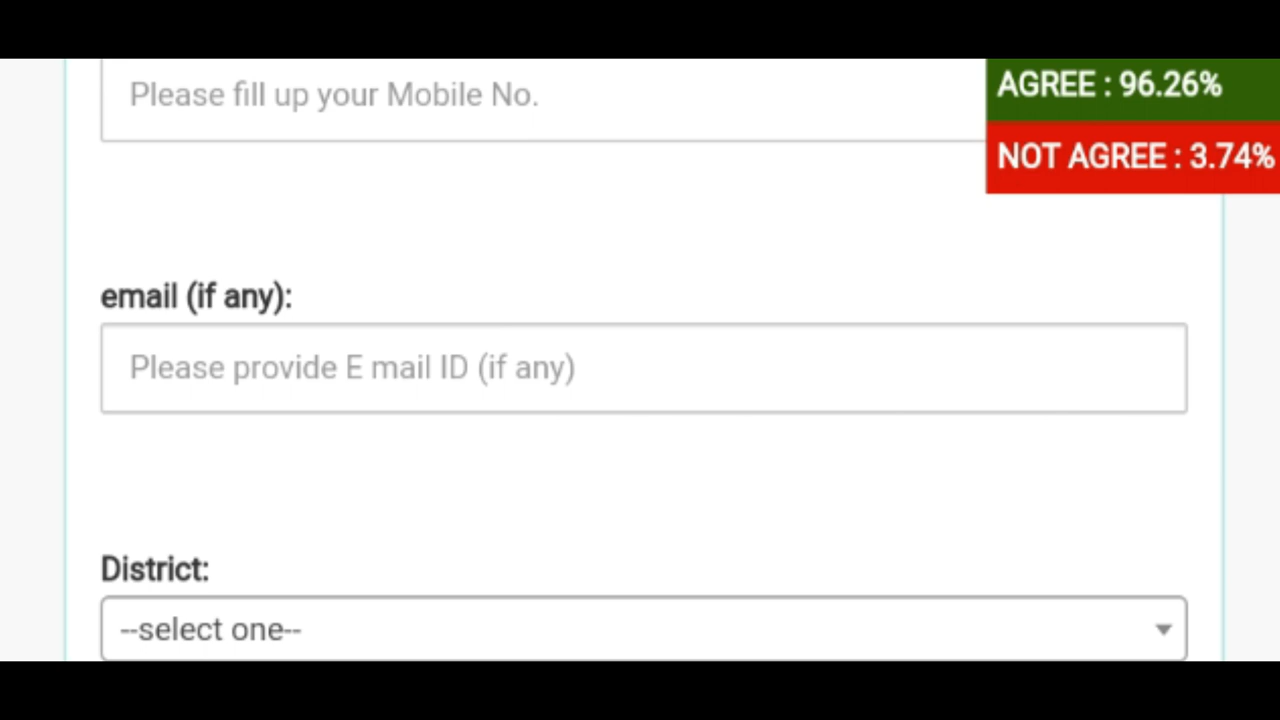 Please fill up your Mobile No.
AGREE : 96.26%
NOT AGREE : 3.74%
email (if any):
Please provide E mail ID (if any)
District:
--select one--